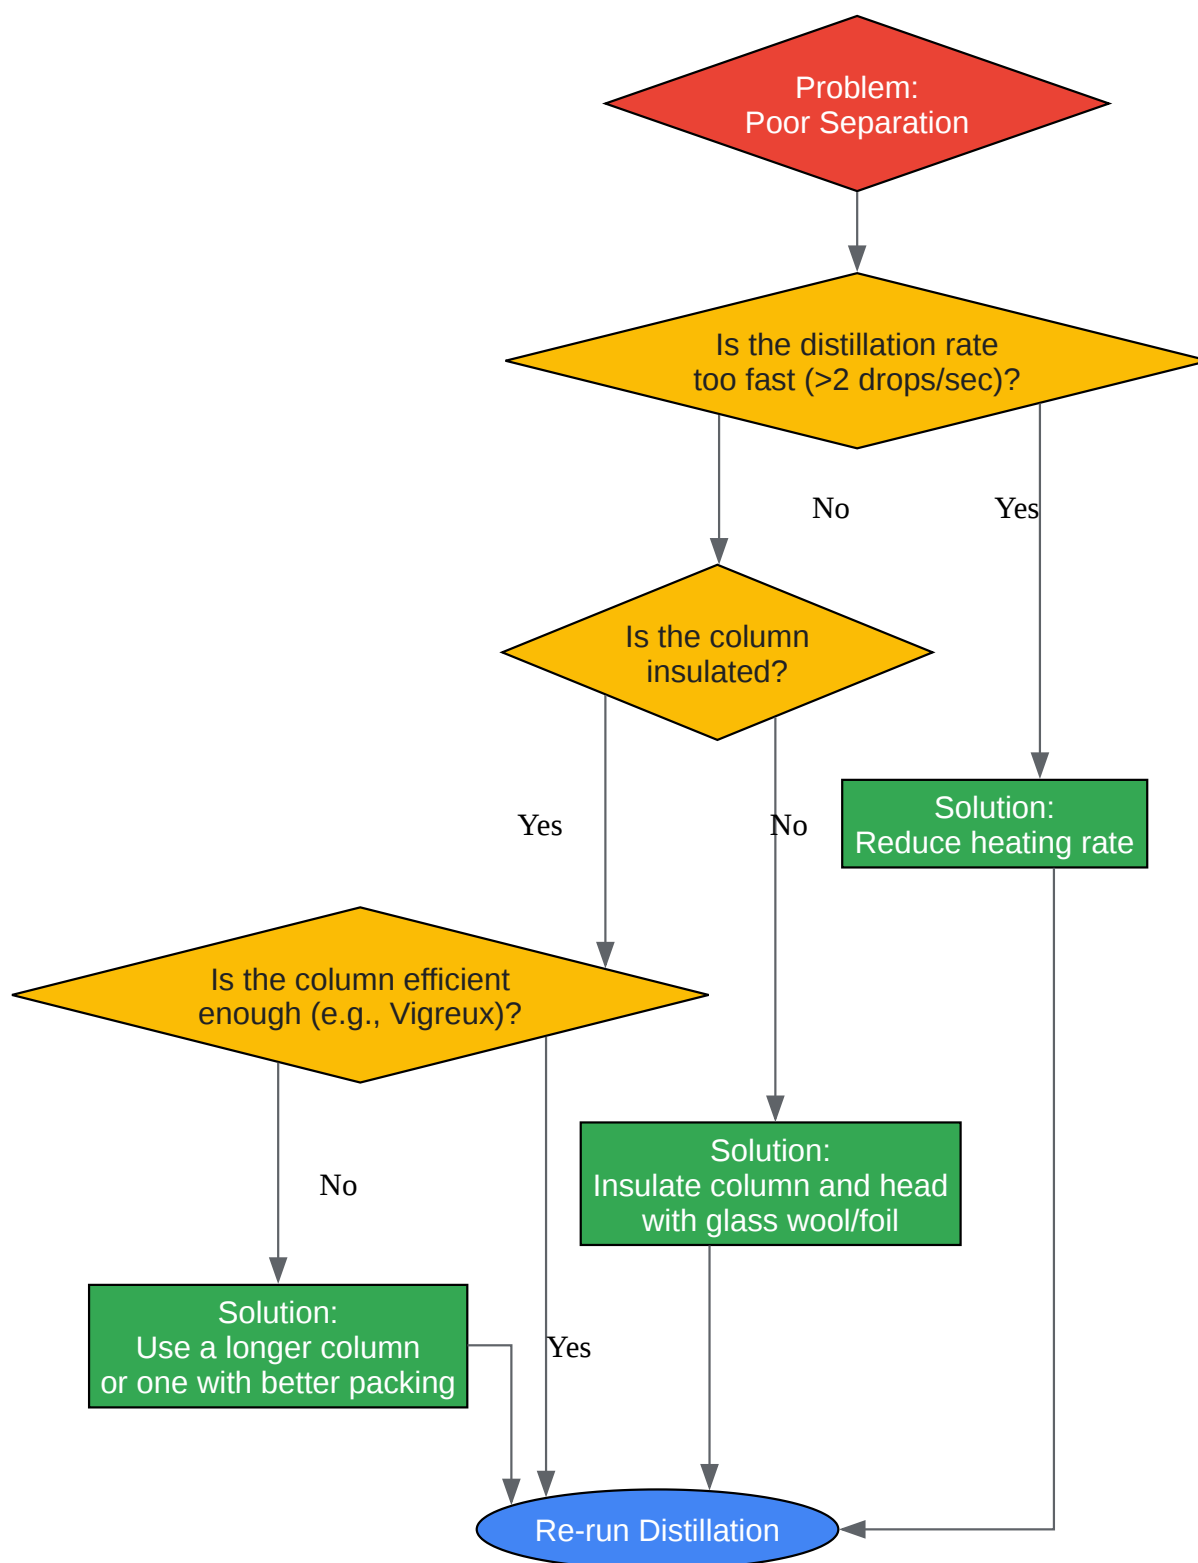 Problem:
Poor Separation
Is the distillation rate
too fast (>2 drops/sec)?
No
Yes
Is the column
insulated?
Solution:
Reduce heating rate
Yes
No
Is the column efficient
enough (e.g., Vigreux)?
Solution:
Insulate column and head
with glass wool/foil
No
Solution:
Use a longer column
or one with better packing
Yes
Re-run Distillation